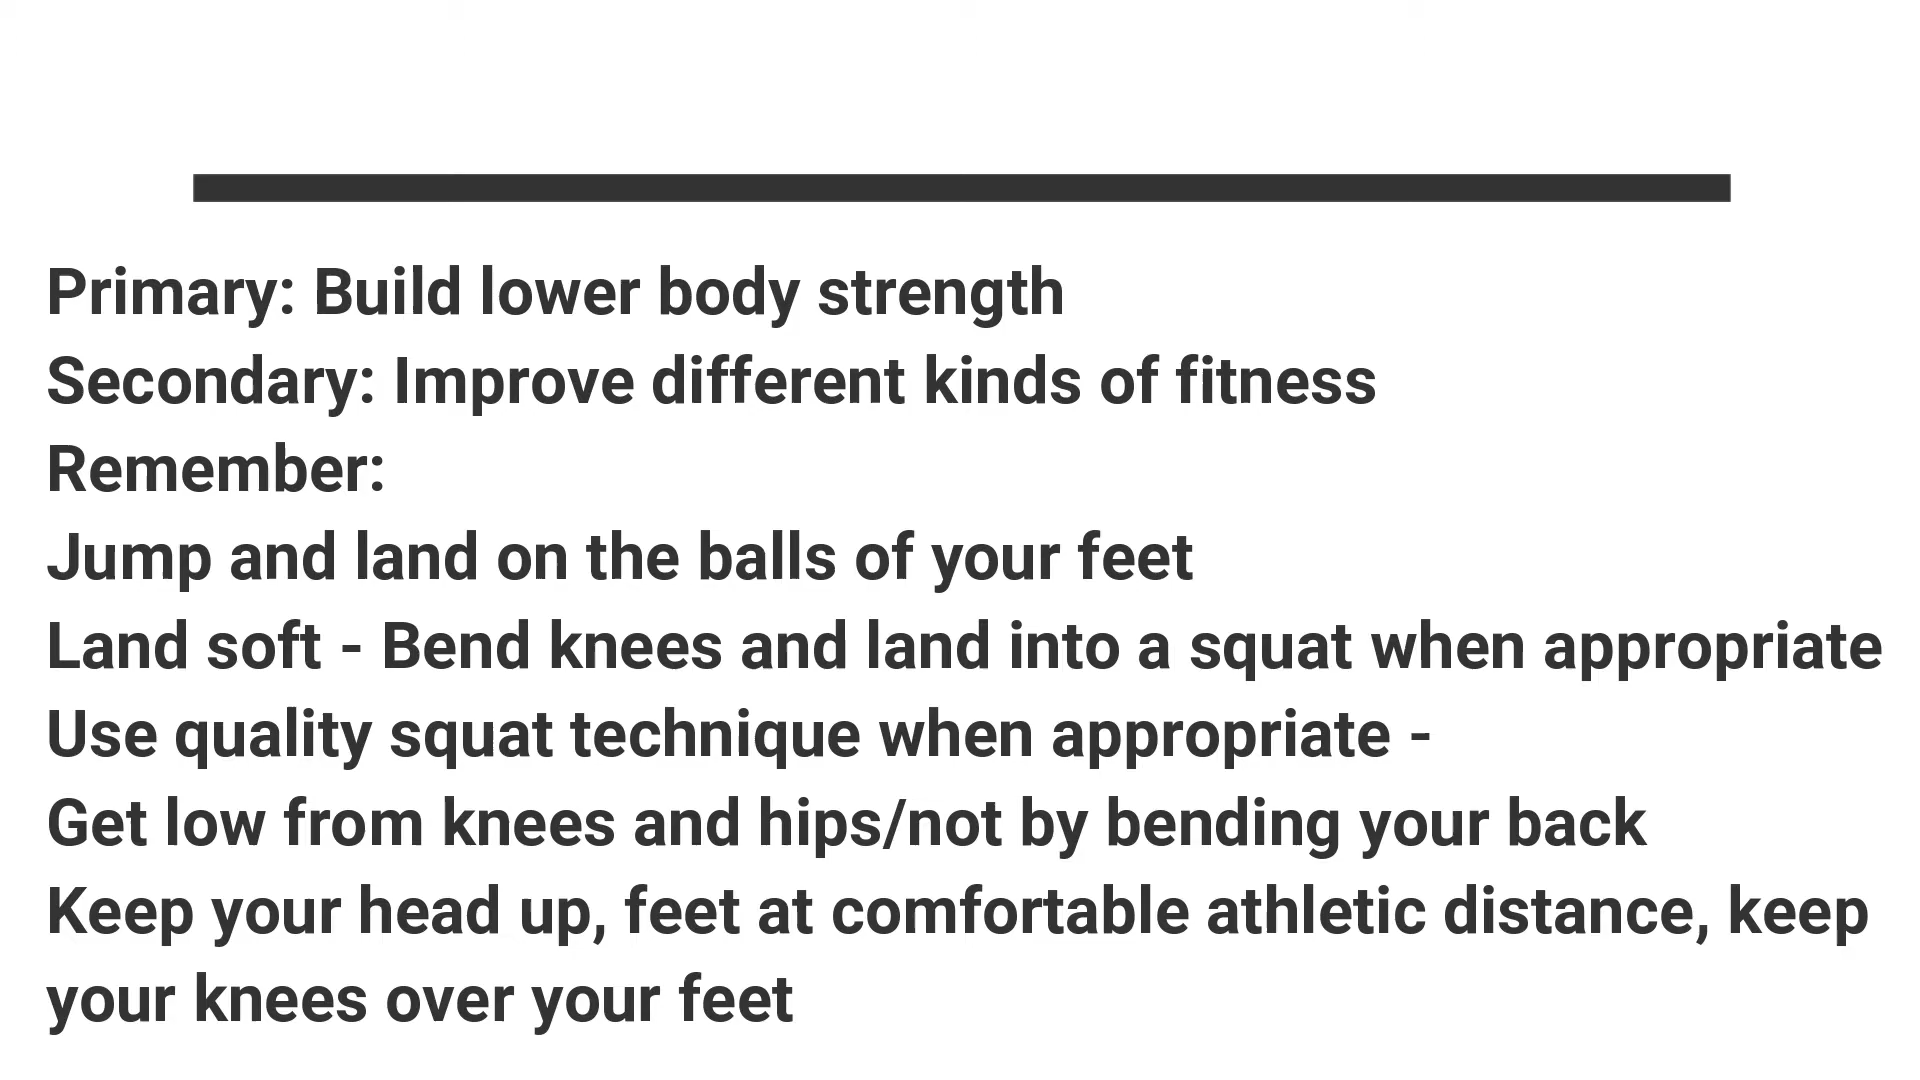 Primary: Build lower body strength
Secondary: Improve different kinds of fitness
Remember:
Jump and land on the balls of your feet
Land soft - Bend knees and land into a squat when appropriate
Use quality squat technique when appropriate -
Get low from knees and hips/not by bending your back
Keep your head up, feet at comfortable athletic distance, keep
your knees over your feet